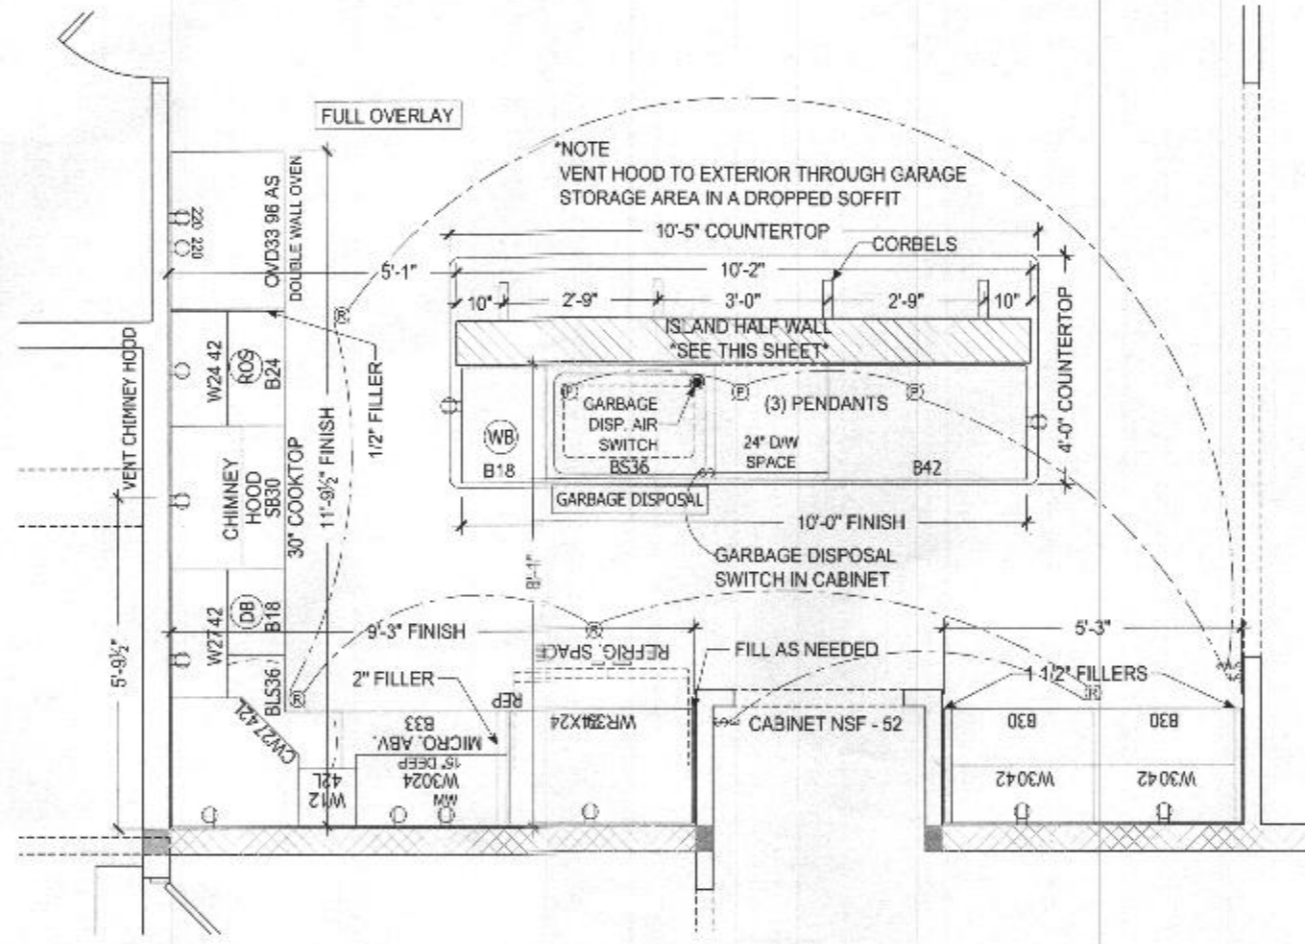 FULL OVERLAY
*NOTE
VENT HOOD TO EXTERIOR THROUGH GARAGE
STORAGE AREA IN A DROPPED SOFFIT
10'-5" COUNTERTOP
CORBELS
5'-1"
10'-2"
10"
2'-9"
3'-0"
2'-9"
10"
ISLAND HALF WALL
*SEE THIS SHEET*
4'-0" COUNTERTOP
220
220
OVD33 96 AS
DOUBLE WALL OVEN
VENT CHIMNEY HOOD
W24 42
ROS
B24
1/2" FILLER
CHIMNEY
HOOD
SB30
30" COOKTOP
11'-9½" FINISH
WB
B18
GARBAGE
DISP. AIR
SWITCH
BS36
P
P
P
(3) PENDANTS
24" D/W
SPACE
B42
GARBAGE DISPOSAL
10'-0" FINISH
GARBAGE DISPOSAL
SWITCH IN CABINET
8'-1"
W27 42
DB
B18
5'-9½"
9'-3" FINISH
REFRIG. SPACE
FILL AS NEEDED
5'-3"
1 1/2" FILLERS
BLS36 /
CW27 42L
2" FILLER
REP
B33
MICRO. ABV.
15" DEEP
W3024
MW
W12
42L
CABINET NSF - 52
B30
B30
W3042
W3042